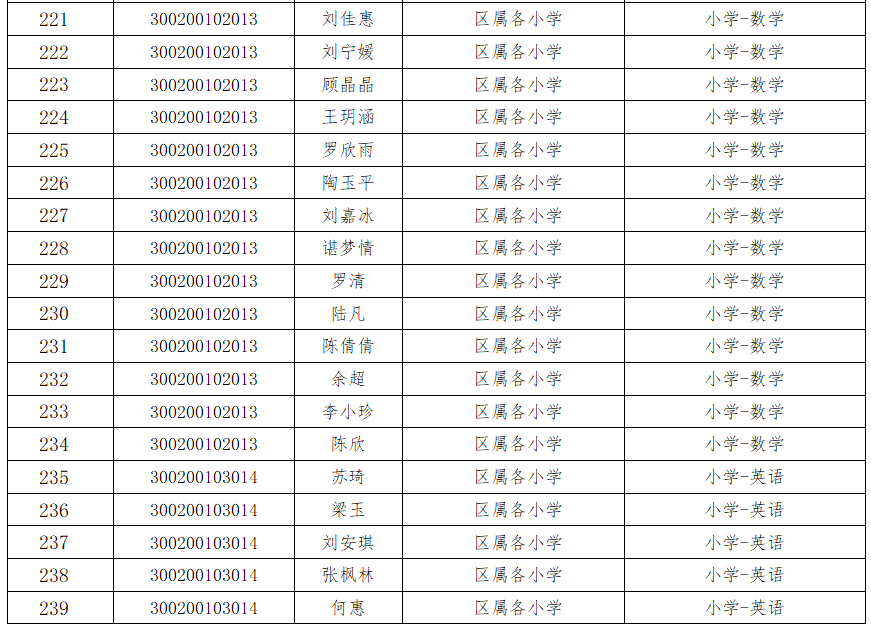 221 300200102013 刘佳惠 区属各小学 小学-数学
222 300200102013 刘宁媛 区属各小学 小学-数学
223 300200102013 顾晶晶 区属各小学 小学-数学
224 300200102013 王玥涵 区属各小学 小学-数学
225 300200102013 罗欣雨 区属各小学 小学-数学
226 300200102013 陶玉平 区属各小学 小学-数学
227 300200102013 刘嘉冰 区属各小学 小学-数学
228 300200102013 谌梦情 区属各小学 小学-数学
229 300200102013 罗清 区属各小学 小学-数学
230 300200102013 陆凡 区属各小学 小学-数学
231 300200102013 陈倩倩 区属各小学 小学-数学
232 300200102013 余超 区属各小学 小学-数学
233 300200102013 李小珍 区属各小学 小学-数学
234 300200102013 陈欣 区属各小学 小学-数学
235 300200103014 苏琦 区属各小学 小学-英语
236 300200103014 梁玉 区属各小学 小学-英语
237 300200103014 刘安琪 区属各小学 小学-英语
238 300200103014 张枫林 区属各小学 小学-英语
239 300200103014 何惠 区属各小学 小学-英语